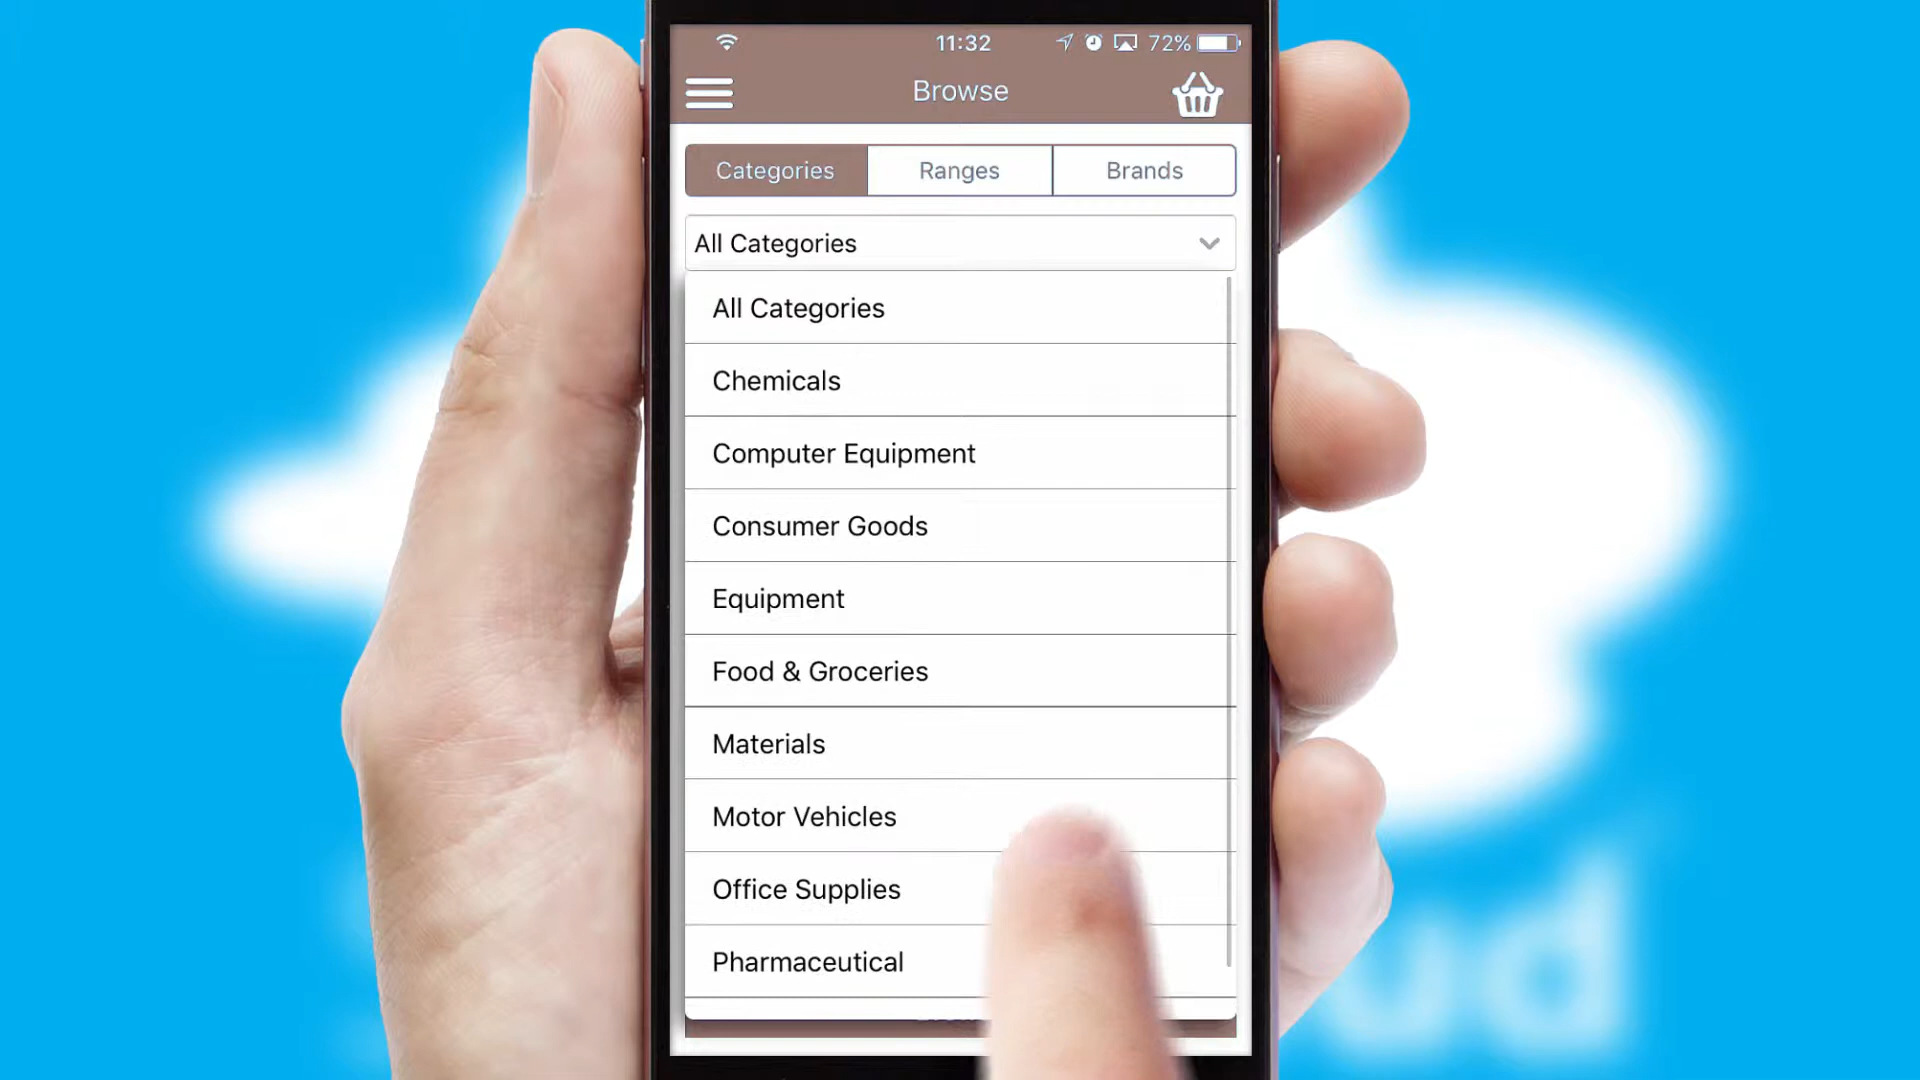 11:32 72%
Browse
Categories Ranges Brands
All Categories
All Categories
Chemicals
Computer Equipment
Consumer Goods
Equipment
Food & Groceries
Materials
Motor Vehicles
Office Supplies
Pharmaceutical